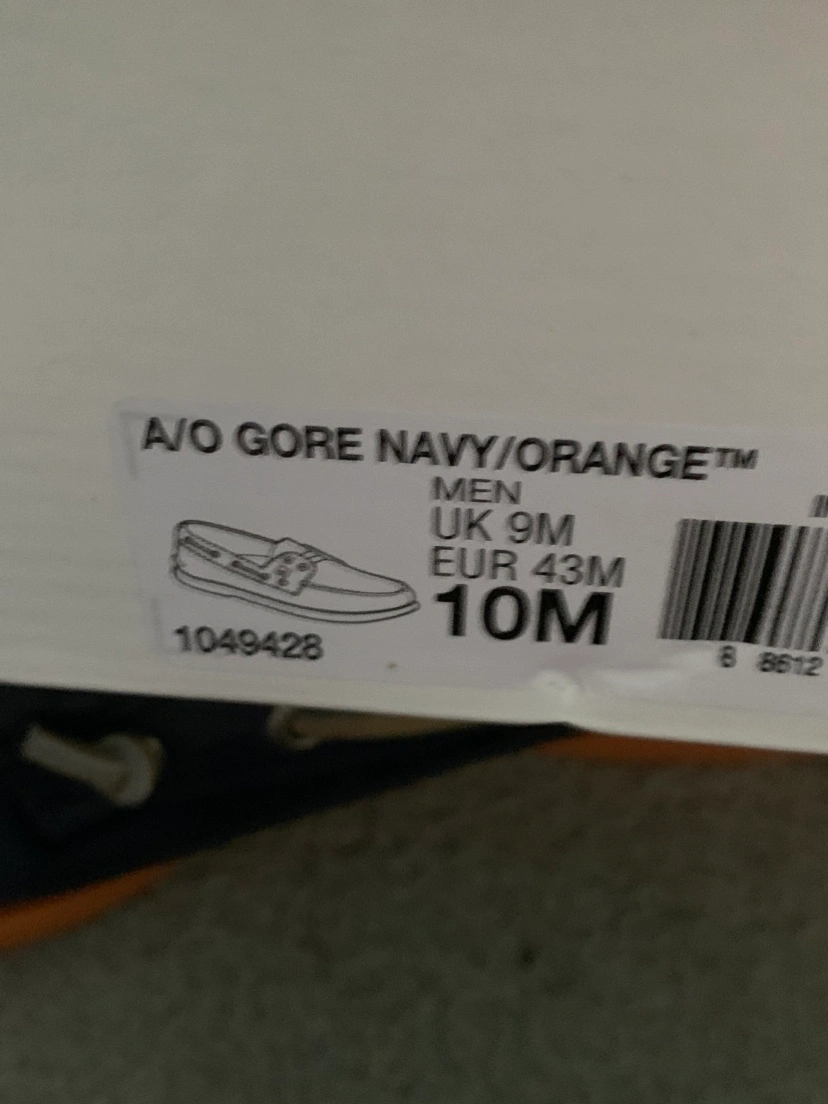 A/O GORE NAVY/ORANGE™
MEN
UK 9M
EUR 43M
10M
1049428
8 8612